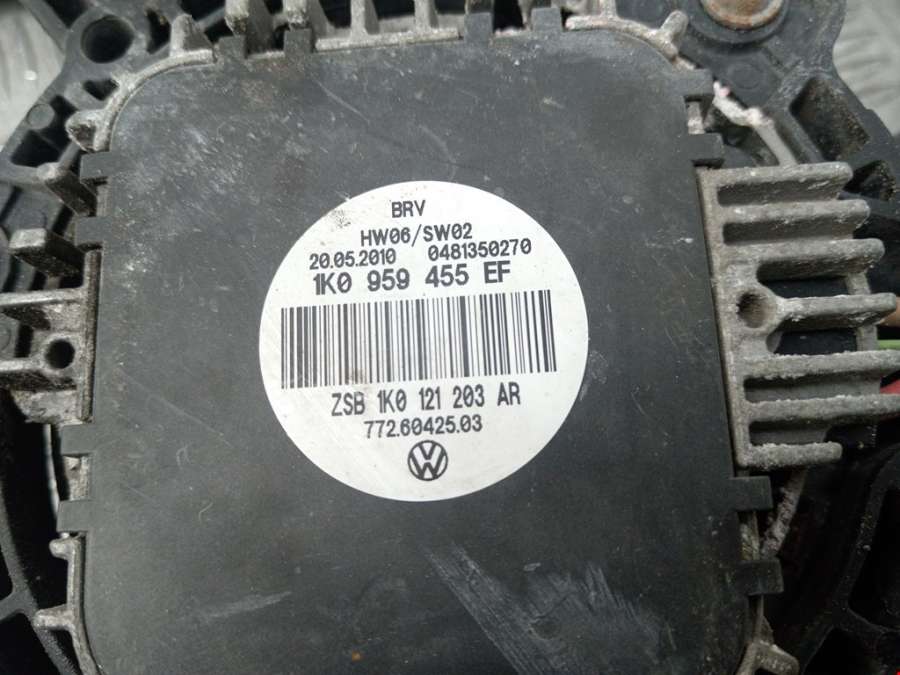 BRV
HW06/SW02
20.05.2010 0481350270
1K0 959 455 EF
ZSB 1K0 121 203 AR
772.60425.03
VW